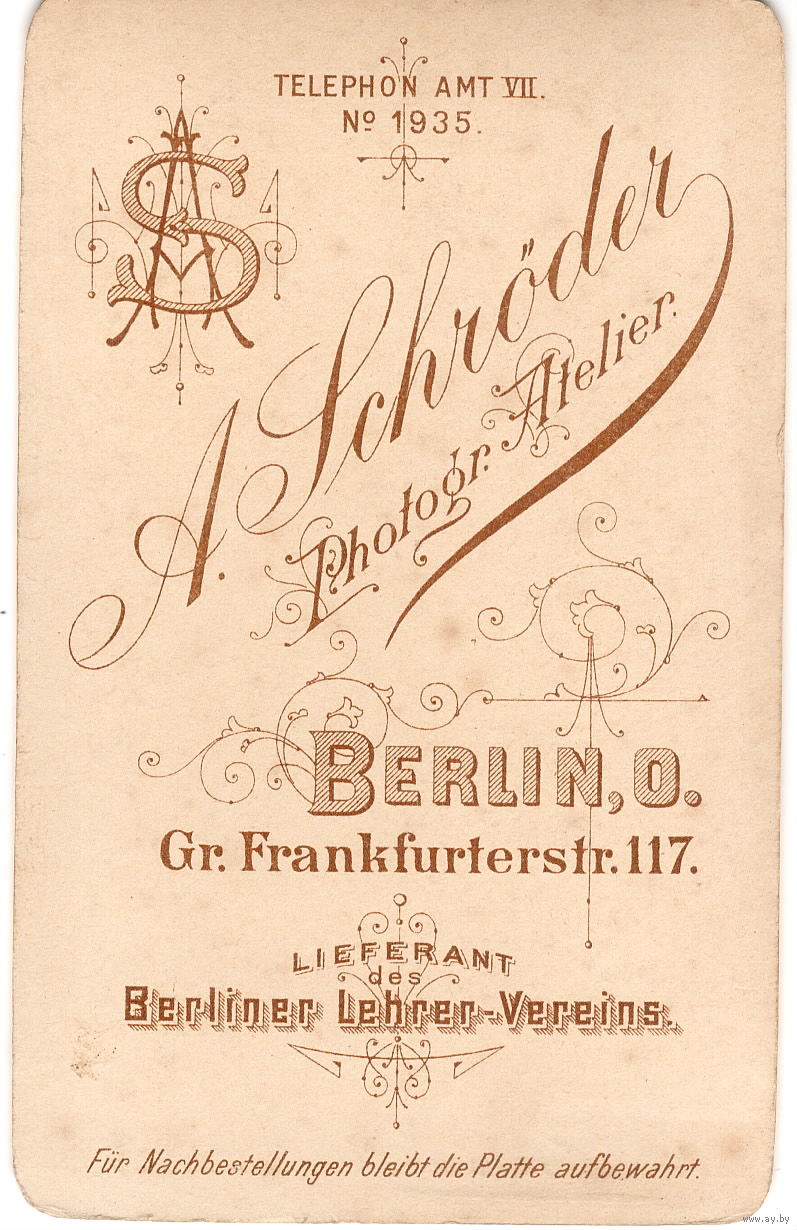 TELEPHON AMT VII.
Nº 1935.
AS
A. Schröder
Photogr. Atelier.
BERLIN, O.
Gr. Frankfurterstr. 117.
LIEFERANT
des
Berliner Lehrer-Vereins.
Für Nachbestellungen bleibt die Platte aufbewahrt.
www.ay.by